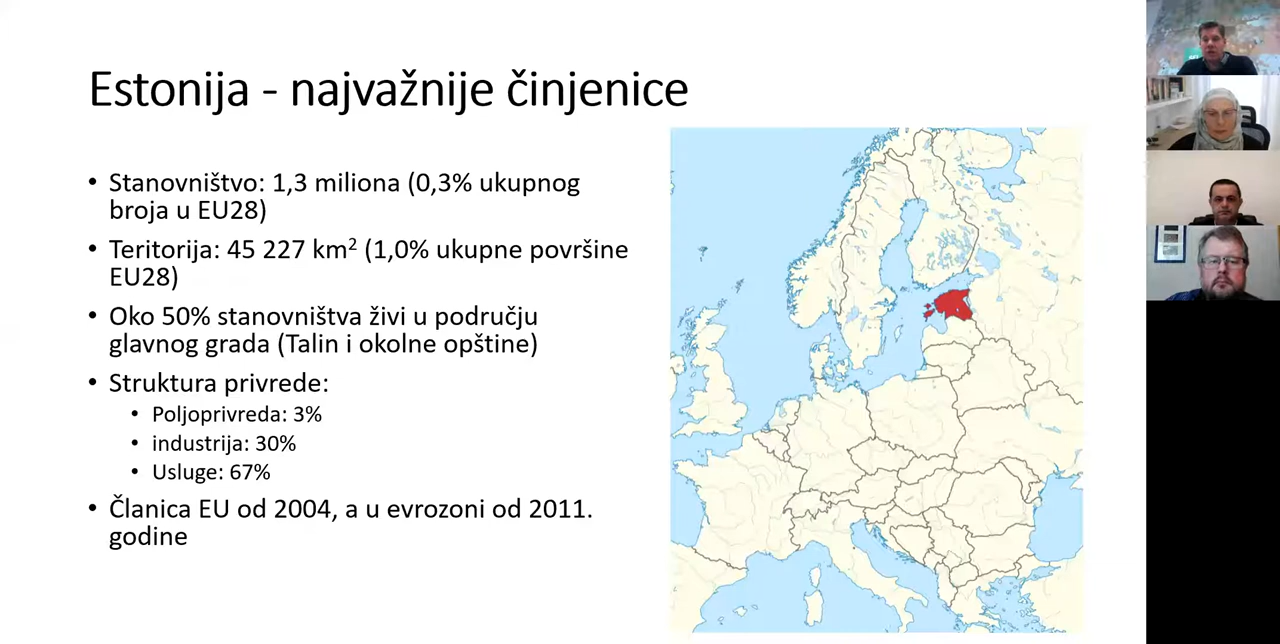 Estonija - najvažnije činjenice
• Stanovništvo: 1,3 miliona (0,3% ukupnog
broja u EU28)
• Teritorija: 45 227 km² (1,0% ukupne površine
EU28)
• Oko 50% stanovništva živi u području
glavnog grada (Talin i okolne opštine)
• Struktura privrede:
• Poljoprivreda: 3%
• industrija: 30%
• Usluge: 67%
• Članica EU od 2004, a u evrozoni od 2011.
godine